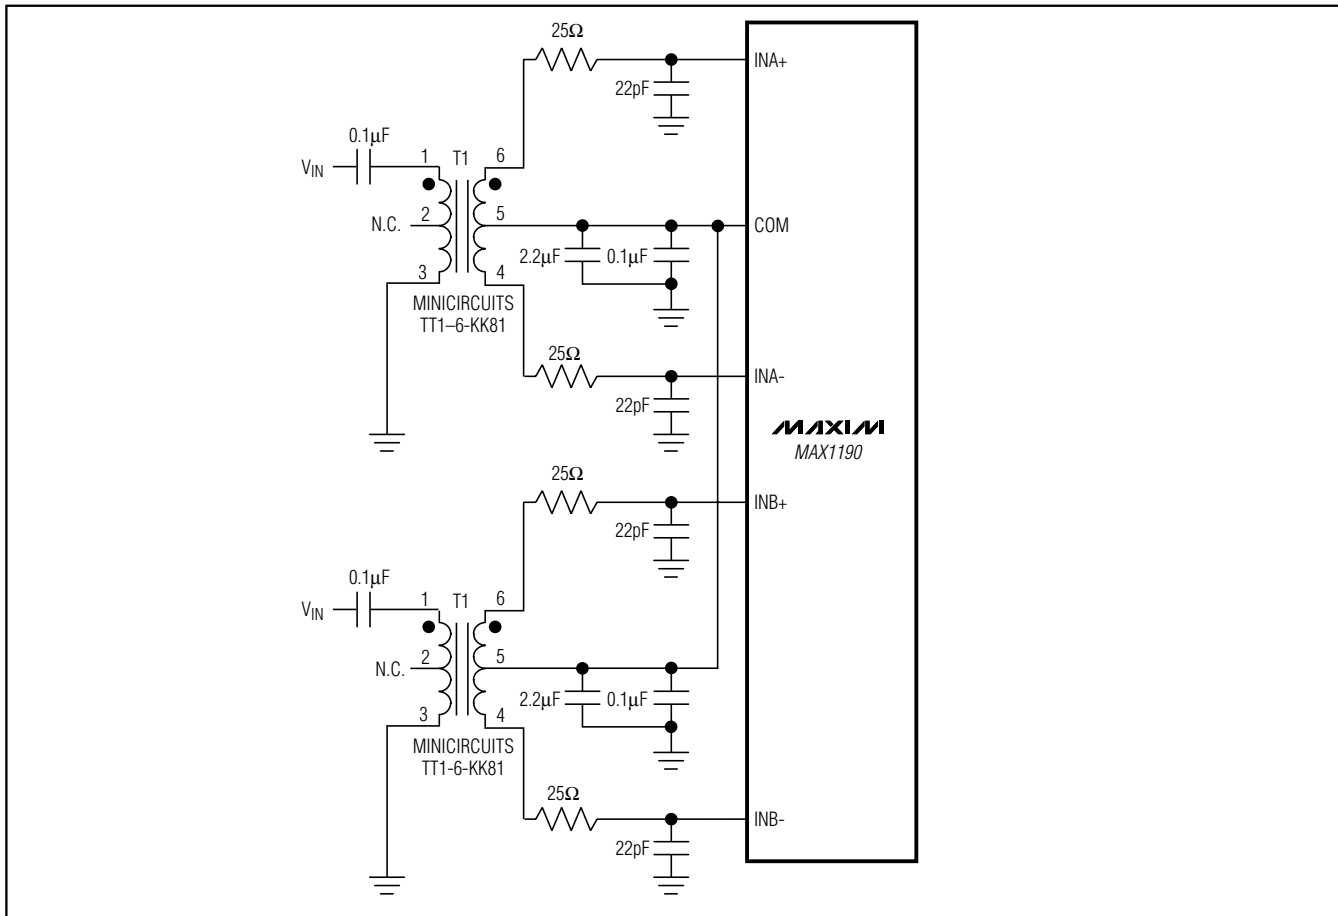 25Ω
INA+
22pF
0.1µF
VIN
1
T1
6
N.C.
2
5
COM
2.2µF
0.1µF
3
4
MINICIRCUITS
TT1–6-KK81
25Ω
INA-
22pF
MAXIM
MAX1190
25Ω
INB+
22pF
0.1µF
VIN
1
T1
6
N.C.
2
5
2.2µF
0.1µF
3
4
MINICIRCUITS
TT1-6-KK81
25Ω
INB-
22pF